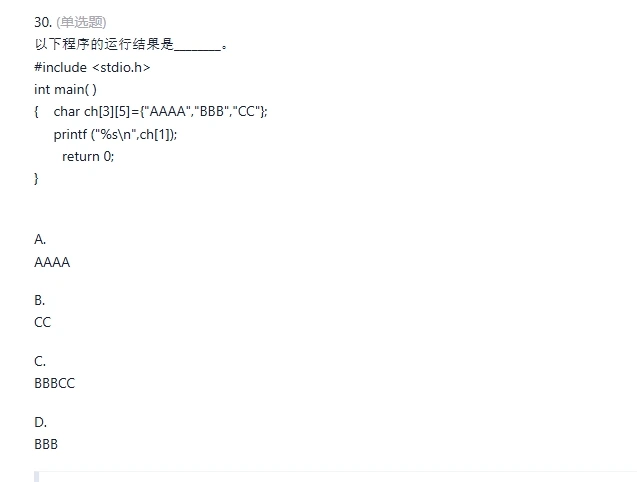 30. (单选题)
以下程序的运行结果是________。
#include <stdio.h>
int main( )
{    char ch[3][5]={"AAAA","BBB","CC"};
printf ("%s\n",ch[1]);
return 0;
}
A.
AAAA
B.
CC
C.
BBBCC
D.
BBB